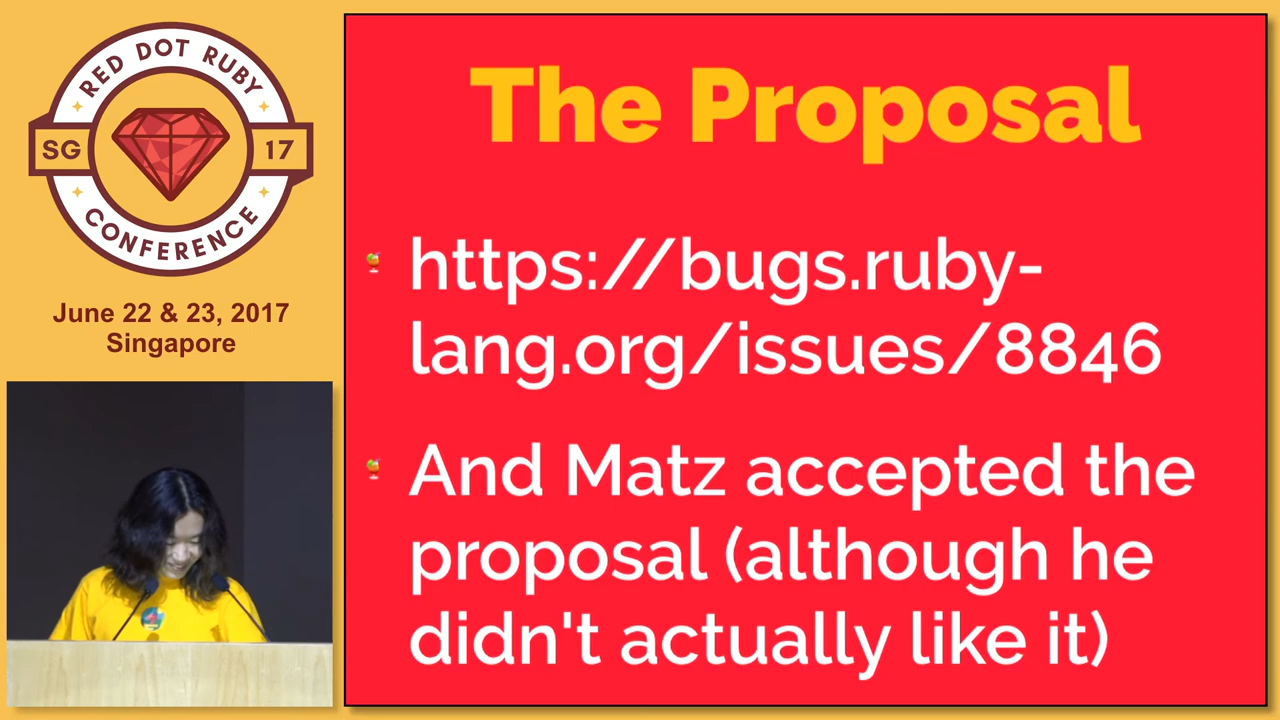 RED DOT RUBY
SG
17
CONFERENCE
June 22 & 23, 2017
Singapore
The Proposal
https://bugs.ruby-
lang.org/issues/8846
And Matz accepted the
proposal (although he
didn't actually like it)